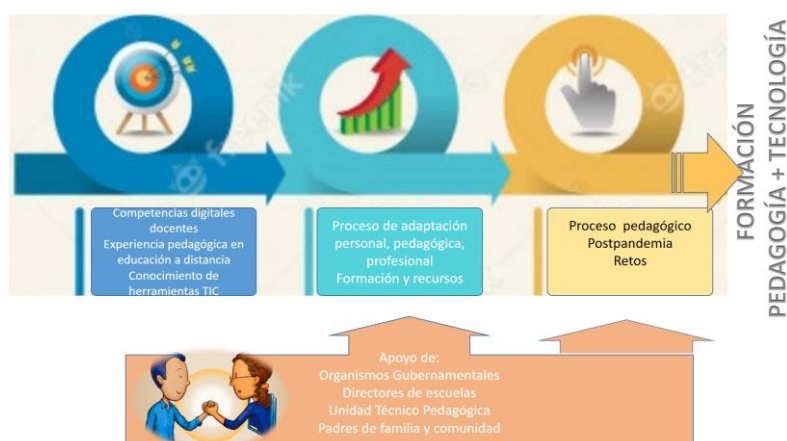 Competencias digitales
docentes
Experiencia pedagógica en
educación a distancia
Conocimiento de
herramientas TIC
Proceso de adaptación
personal, pedagógica,
profesional
Formación y recursos
Proceso pedagógico
Postpandemia
Retos
FORMACIÓN
PEDAGOGÍA + TECNOLOGÍA
Apoyo de:
Organismos Gubernamentales
Directores de escuelas
Unidad Técnico Pedagógica
Padres de familia y comunidad
freepik